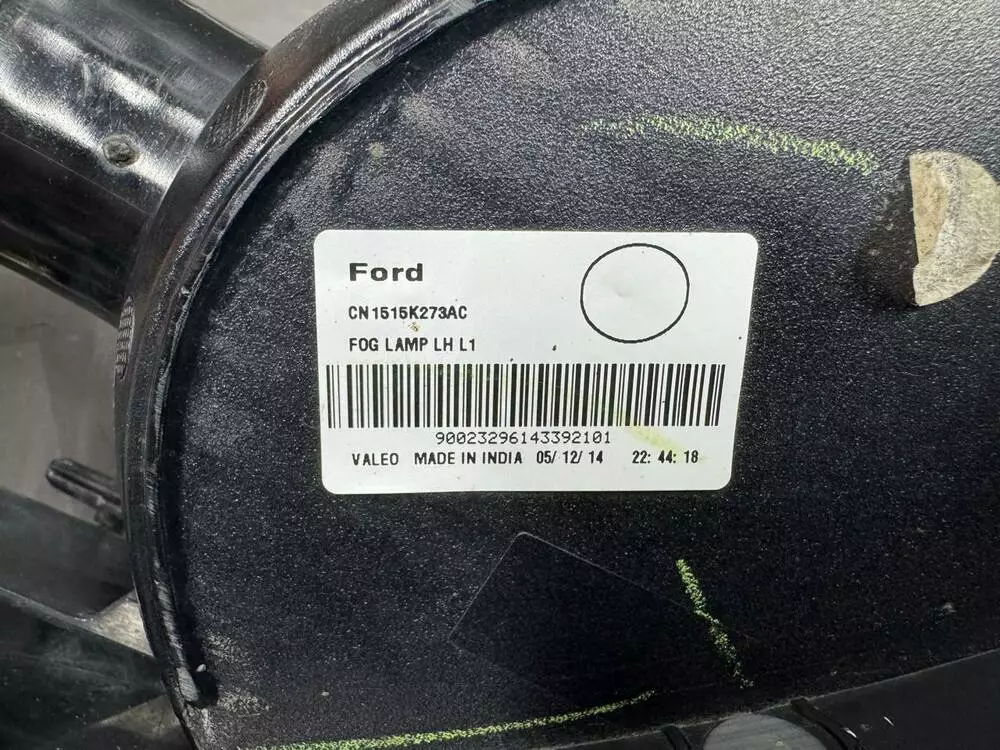 Ford
CN1515K273AC
FOG LAMP LH L1
90023296143392101
VALEO MADE IN INDIA 05/12/14 22:44:18